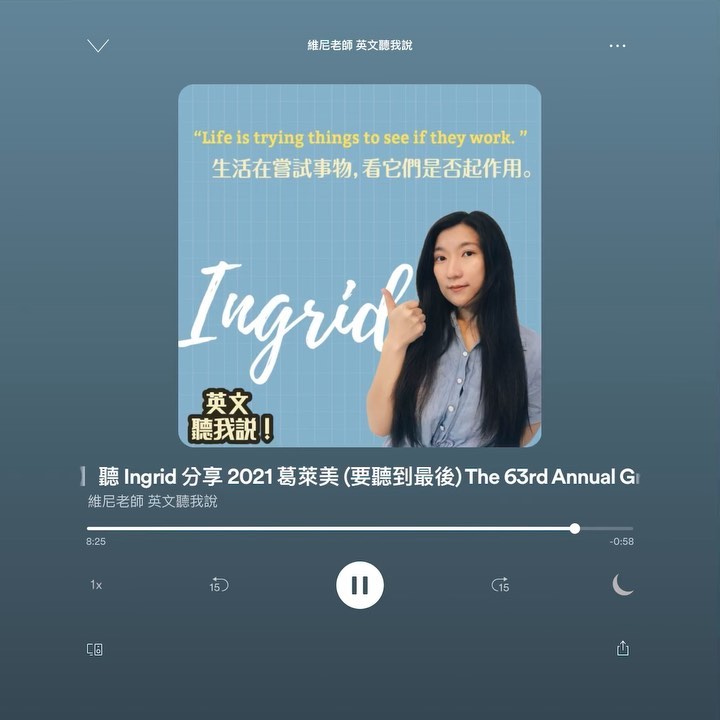 維尼老師 英文聽我說
“Life is trying things to see if they work. ”
生活在嘗試事物, 看它們是否起作用。
Ingrid
英文
聽我說！
】聽 Ingrid 分享 2021 葛萊美 (要聽到最後) The 63rd Annual G
維尼老師 英文聽我說
8:25
-0:58
1x
15
15